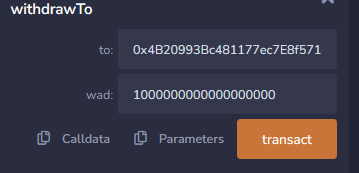 withdrawTo
to: 0x4B20993Bc481177ec7E8f571
wad: 1000000000000000000
Calldata Parameters transact